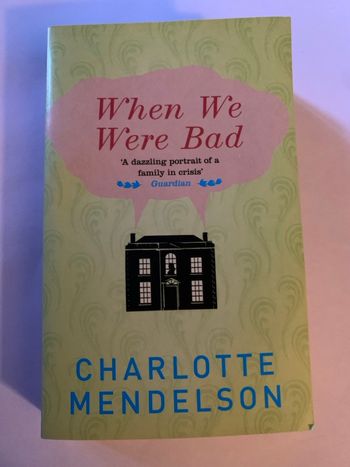 When We
Were Bad
'A dazzling portrait of a
family in crisis'
Guardian
CHARLOTTE
MENDELSON